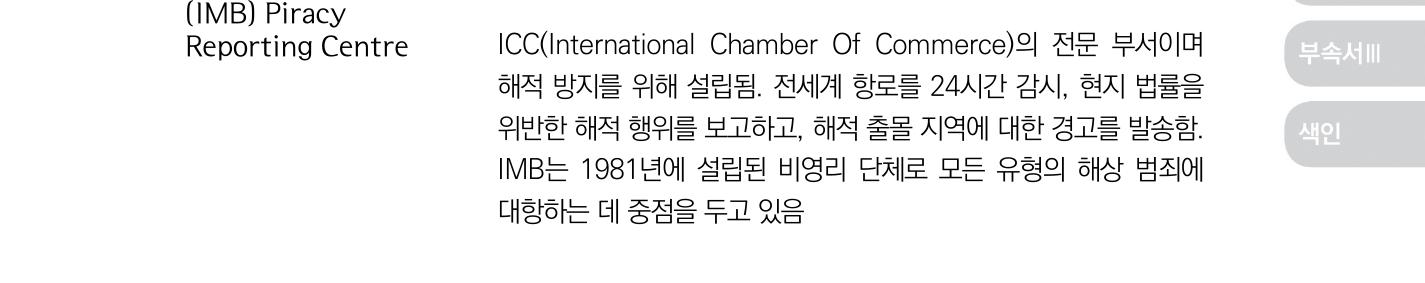 (IMB) Piracy
Reporting Centre
ICC(International Chamber Of Commerce)의 전문 부서이며
해적 방지를 위해 설립됨. 전세계 항로를 24시간 감시, 현지 법률을
위반한 해적 행위를 보고하고, 해적 출몰 지역에 대한 경고를 발송함.
IMB는 1981년에 설립된 비영리 단체로 모든 유형의 해상 범죄에
대항하는 데 중점을 두고 있음
부속서Ⅲ
색인